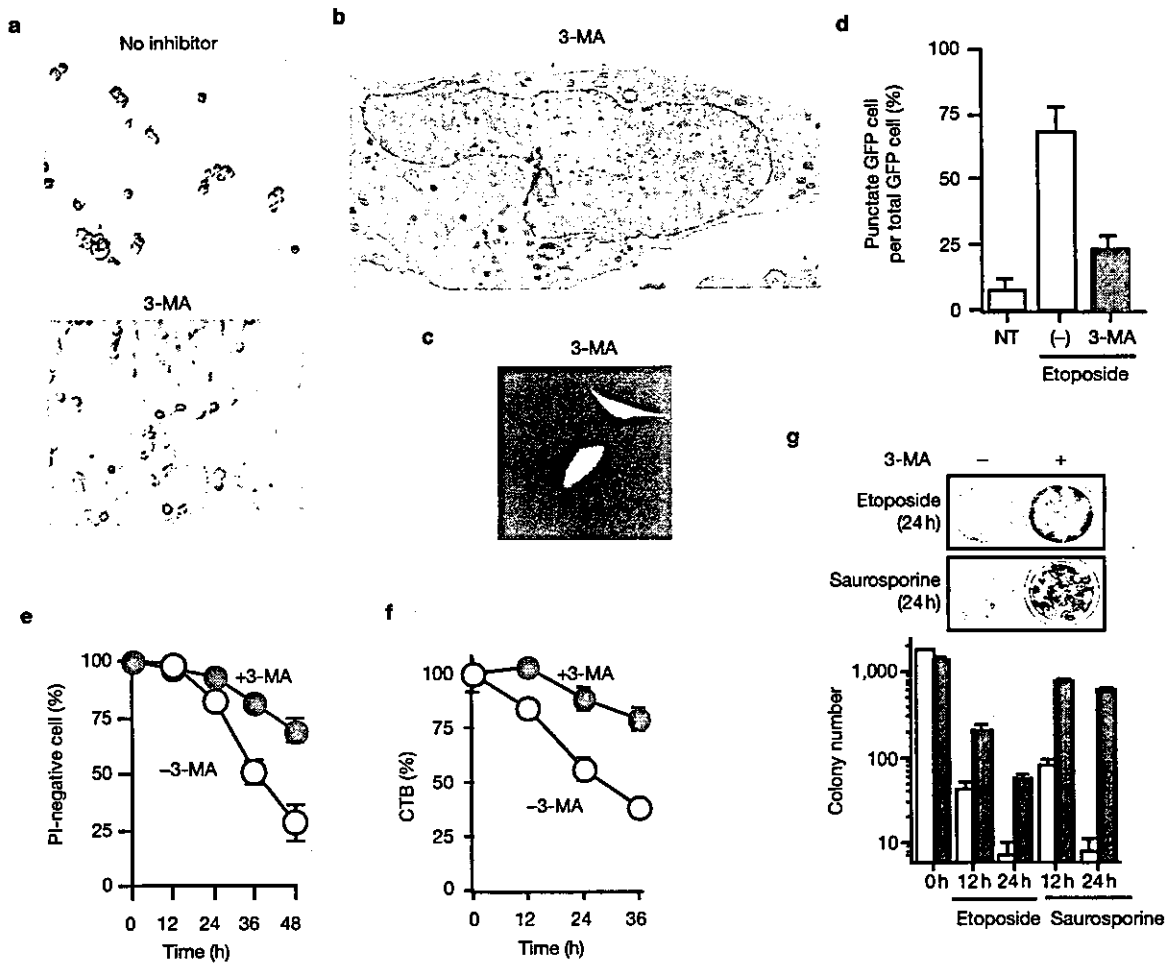 a
No inhibitor
3-MA
b
3-MA
c
3-MA
d
Punctate GFP cell
per total GFP cell (%)
100
75
50
25
0
NT
(–)
3-MA
Etoposide
e
PI-negative cell (%)
100
75
50
25
0
+3-MA
–3-MA
0
12
24
36
48
Time (h)
f
CTB (%)
100
75
50
25
0
+3-MA
–3-MA
0
12
24
36
Time (h)
g
3-MA
–
+
Etoposide
(24 h)
Saurosporine
(24 h)
Colony number
1,000
100
10
0 h
12 h
24 h
12 h
24 h
Etoposide
Saurosporine